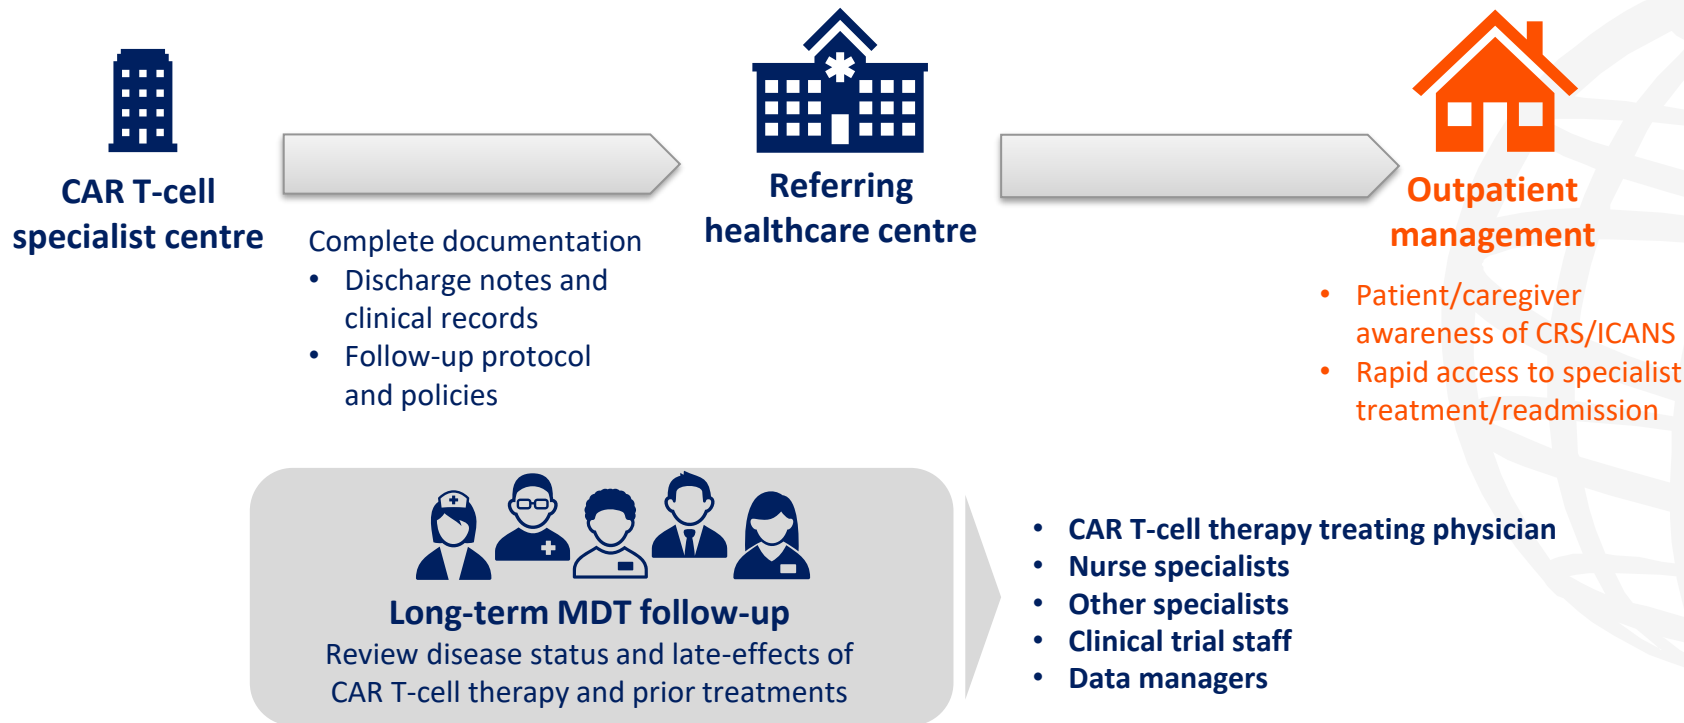 CAR T-cell
specialist centre
Complete documentation
• Discharge notes and
clinical records
• Follow-up protocol
and policies
Referring
healthcare centre
Outpatient
management
• Patient/caregiver
awareness of CRS/ICANS
• Rapid access to specialist
treatment/readmission
Long-term MDT follow-up
Review disease status and late-effects of
CAR T-cell therapy and prior treatments
• CAR T-cell therapy treating physician
• Nurse specialists
• Other specialists
• Clinical trial staff
• Data managers